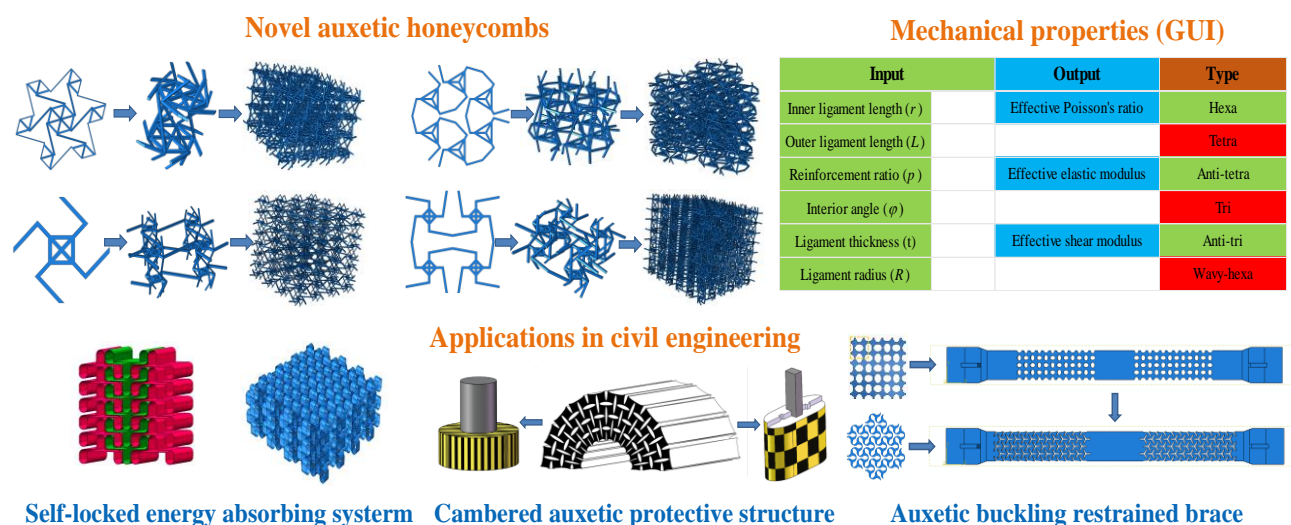 Novel auxetic honeycombs
Mechanical properties (GUI)
Input Output Type
Inner ligament length (r) Effective Poisson's ratio Hexa
Outer ligament length (L) Tetra
Reinforcement ratio (p) Effective elastic modulus Anti-tetra
Interior angle (φ) Tri
Ligament thickness (t) Effective shear modulus Anti-tri
Ligament radius (R) Wavy-hexa
Applications in civil engineering
Self-locked energy absorbing systerm Cambered auxetic protective structure Auxetic buckling restrained brace